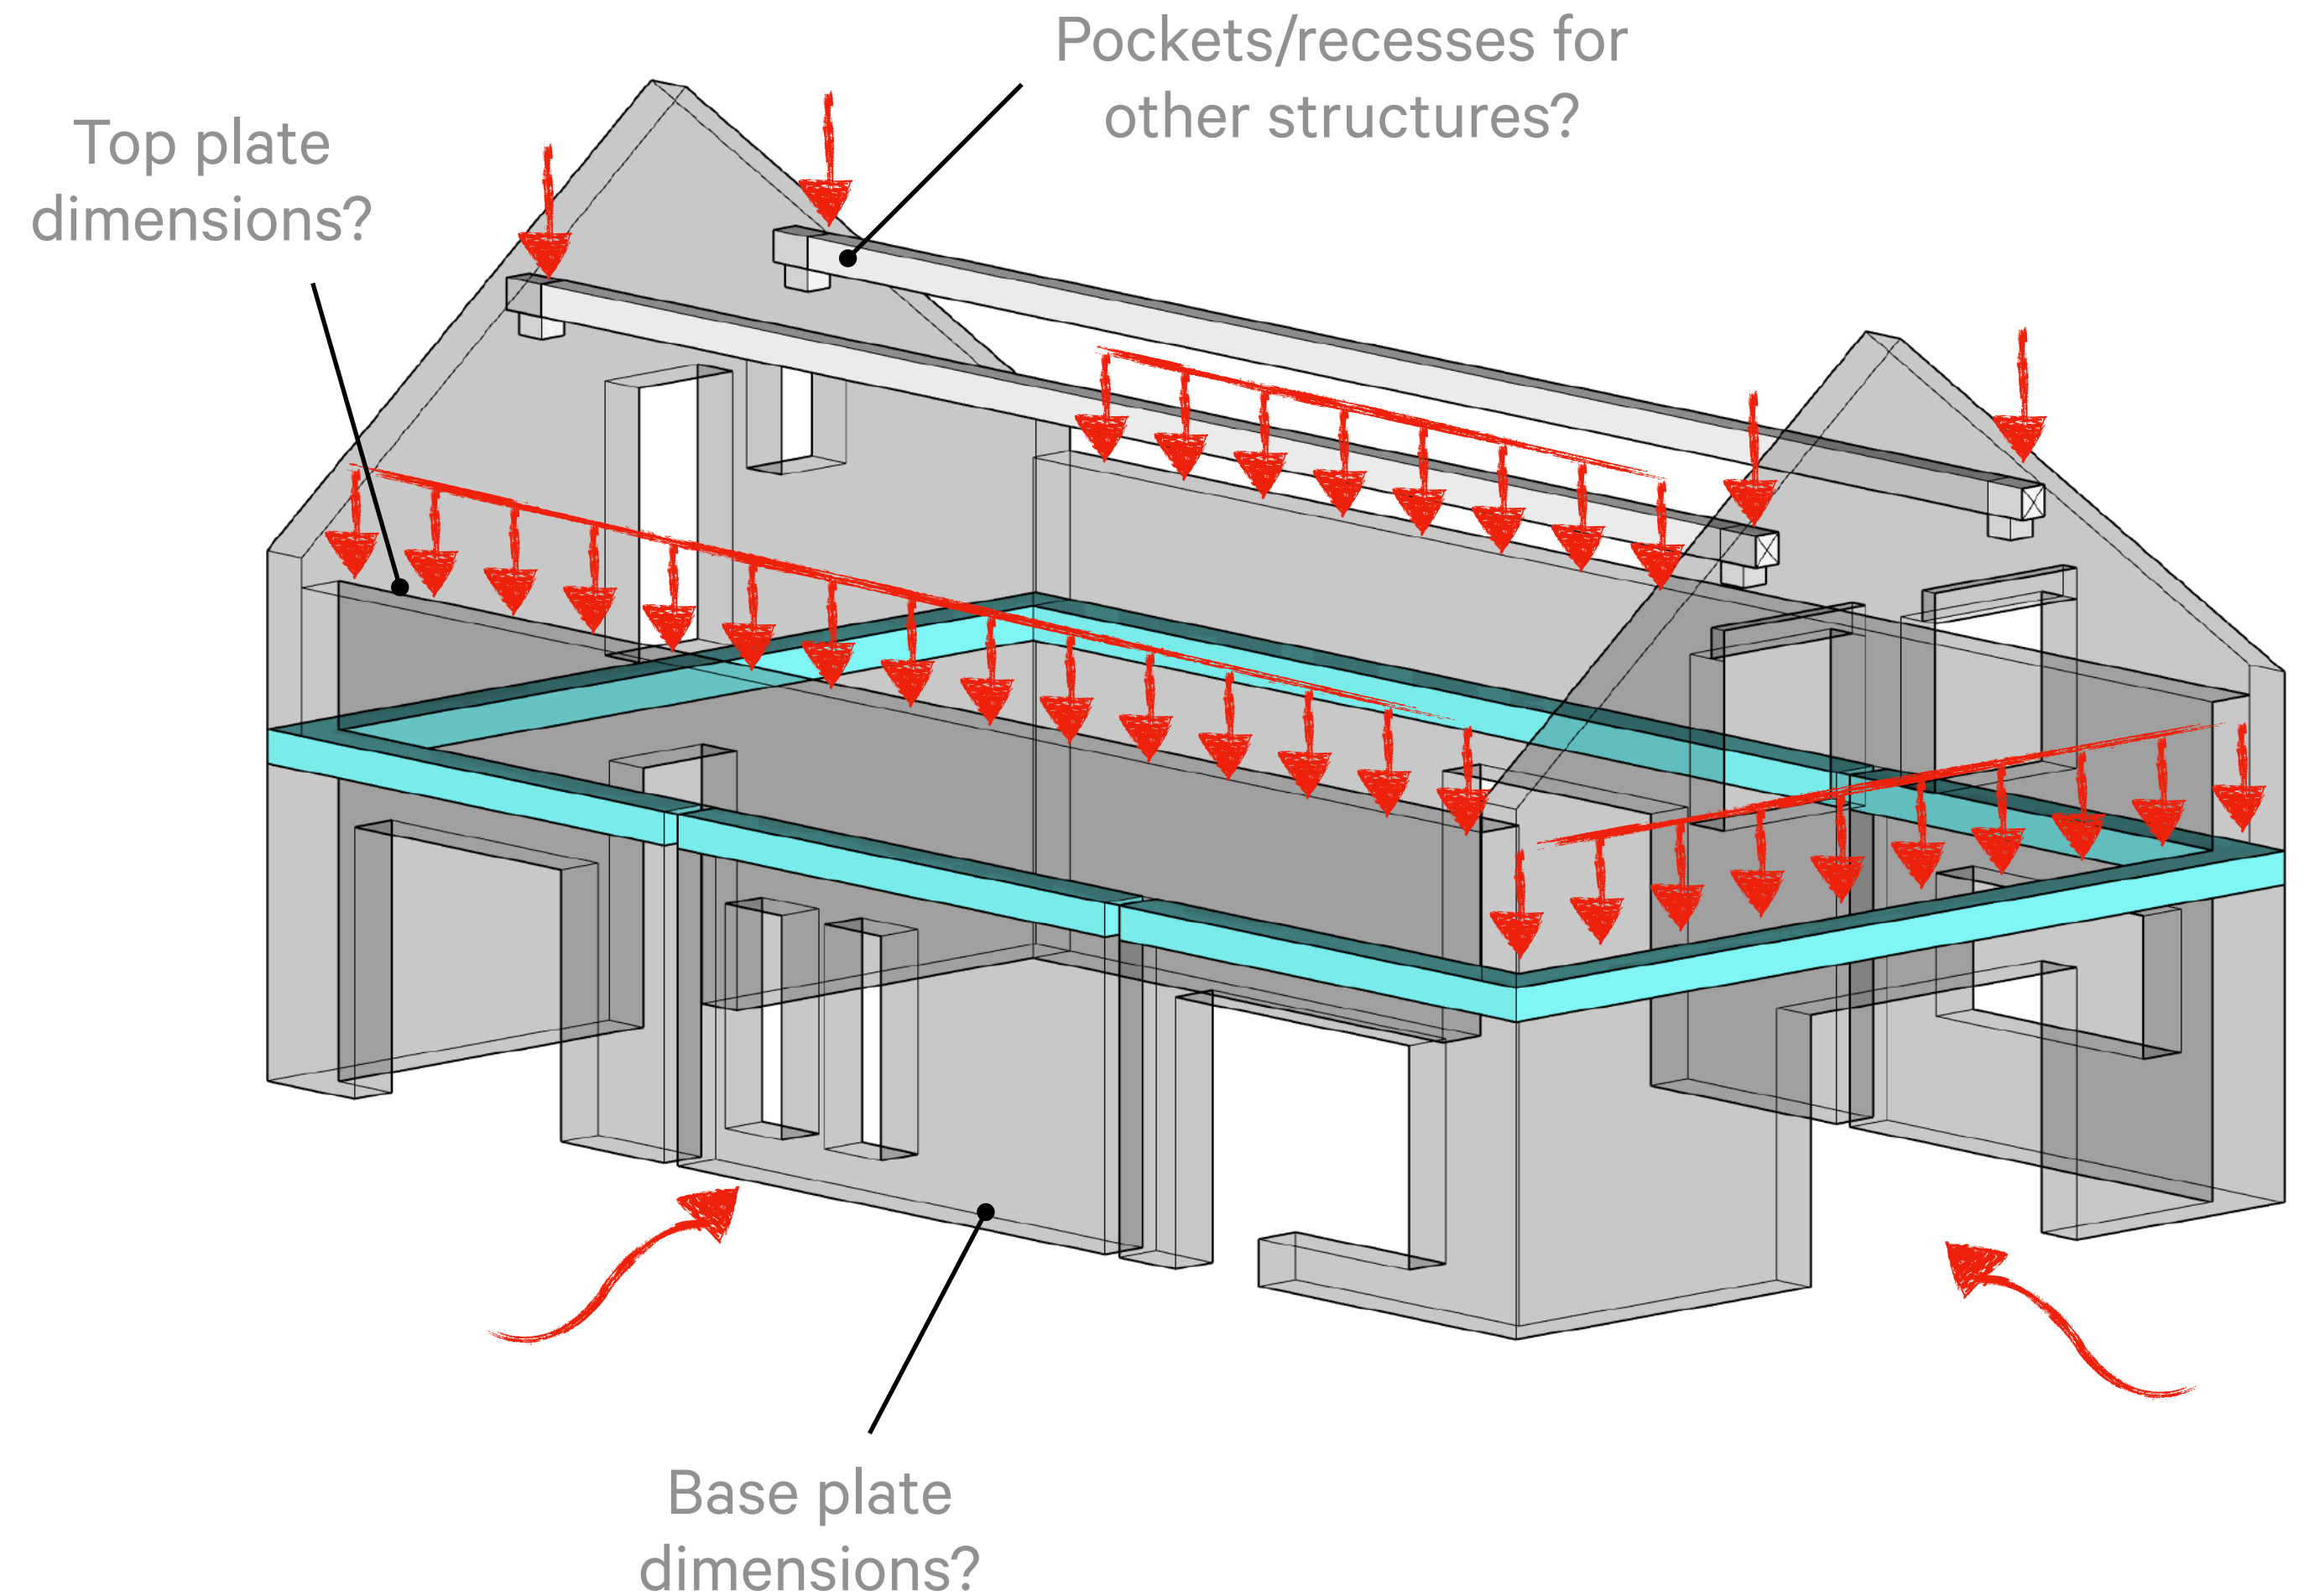 Pockets/recesses for
other structures?
Top plate
dimensions?
Base plate
dimensions?